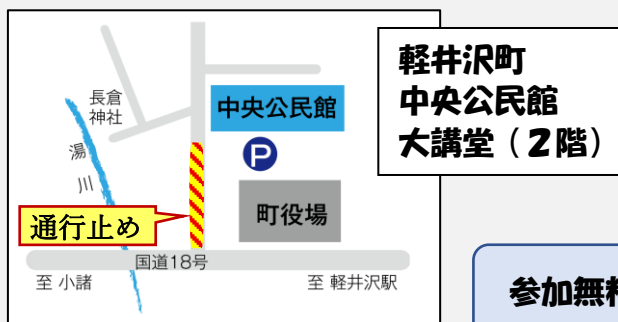 軽井沢町
中央公民館
大講堂（２階）
長倉
神社
中央公民館
湯
川
P
町役場
通行止め
国道18号
至 小諸
至 軽井沢駅
参加無料